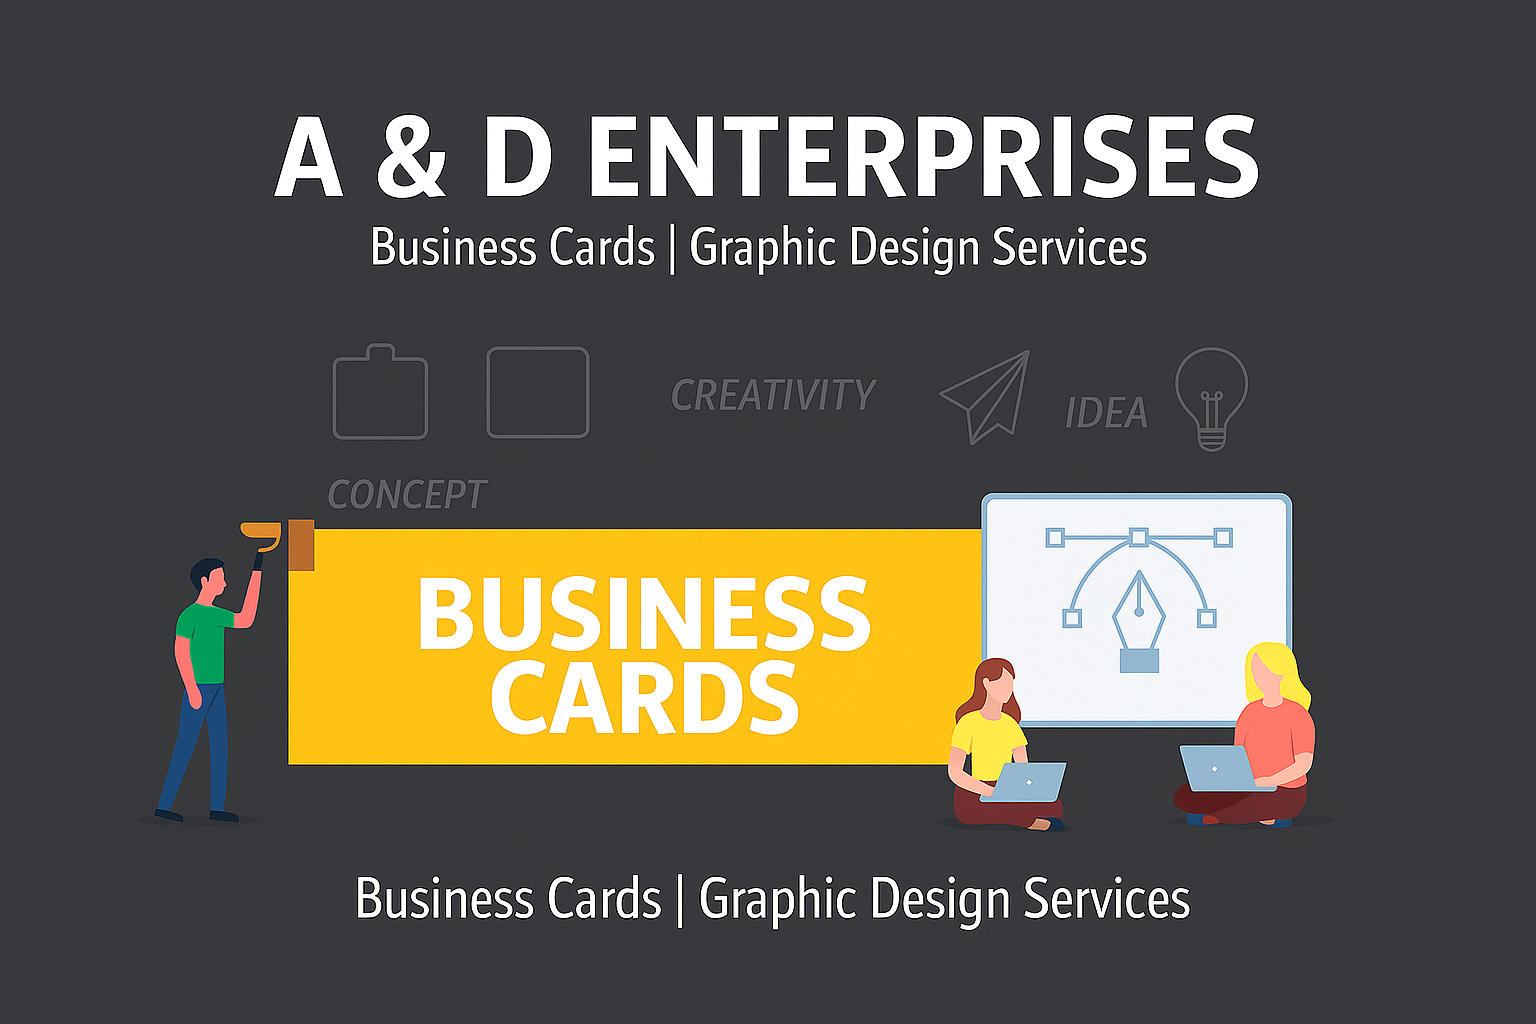 A & D ENTERPRISES
Business Cards | Graphic Design Services
CREATIVITY
IDEA
CONCEPT
BUSINESS
CARDS
Business Cards | Graphic Design Services